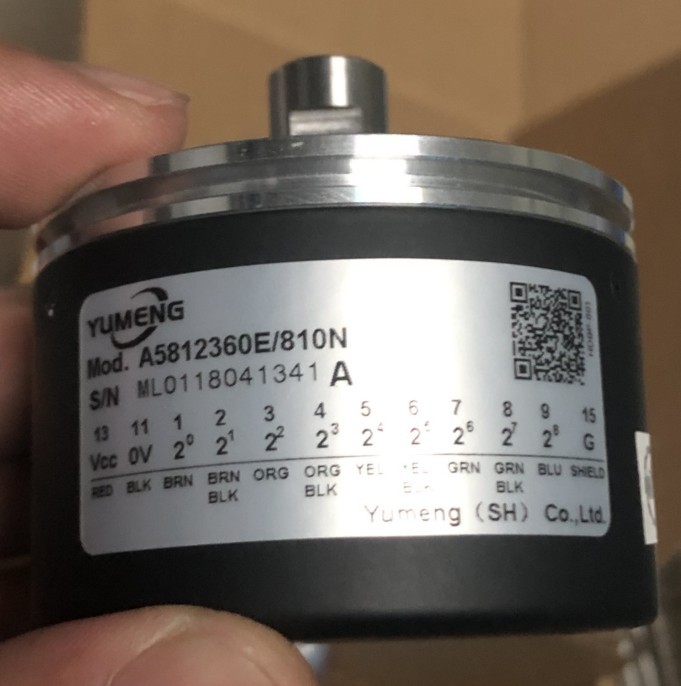 YUMENG
Mod. A5812360E/810N
S/N ML0118041341 A
13 11 1 2 3 4 5 6 7 8 9 15
Vcc 0V 2⁰ 2¹ 2² 2³ 2⁴ 2⁵ 2⁶ 2⁷ 2⁸ G
RED BLK BRN BRN ORG ORG YEL YEL GRN GRN BLU SHIELD
BLK BLK BLK BLK
Yumeng (SH) Co.,Ltd.